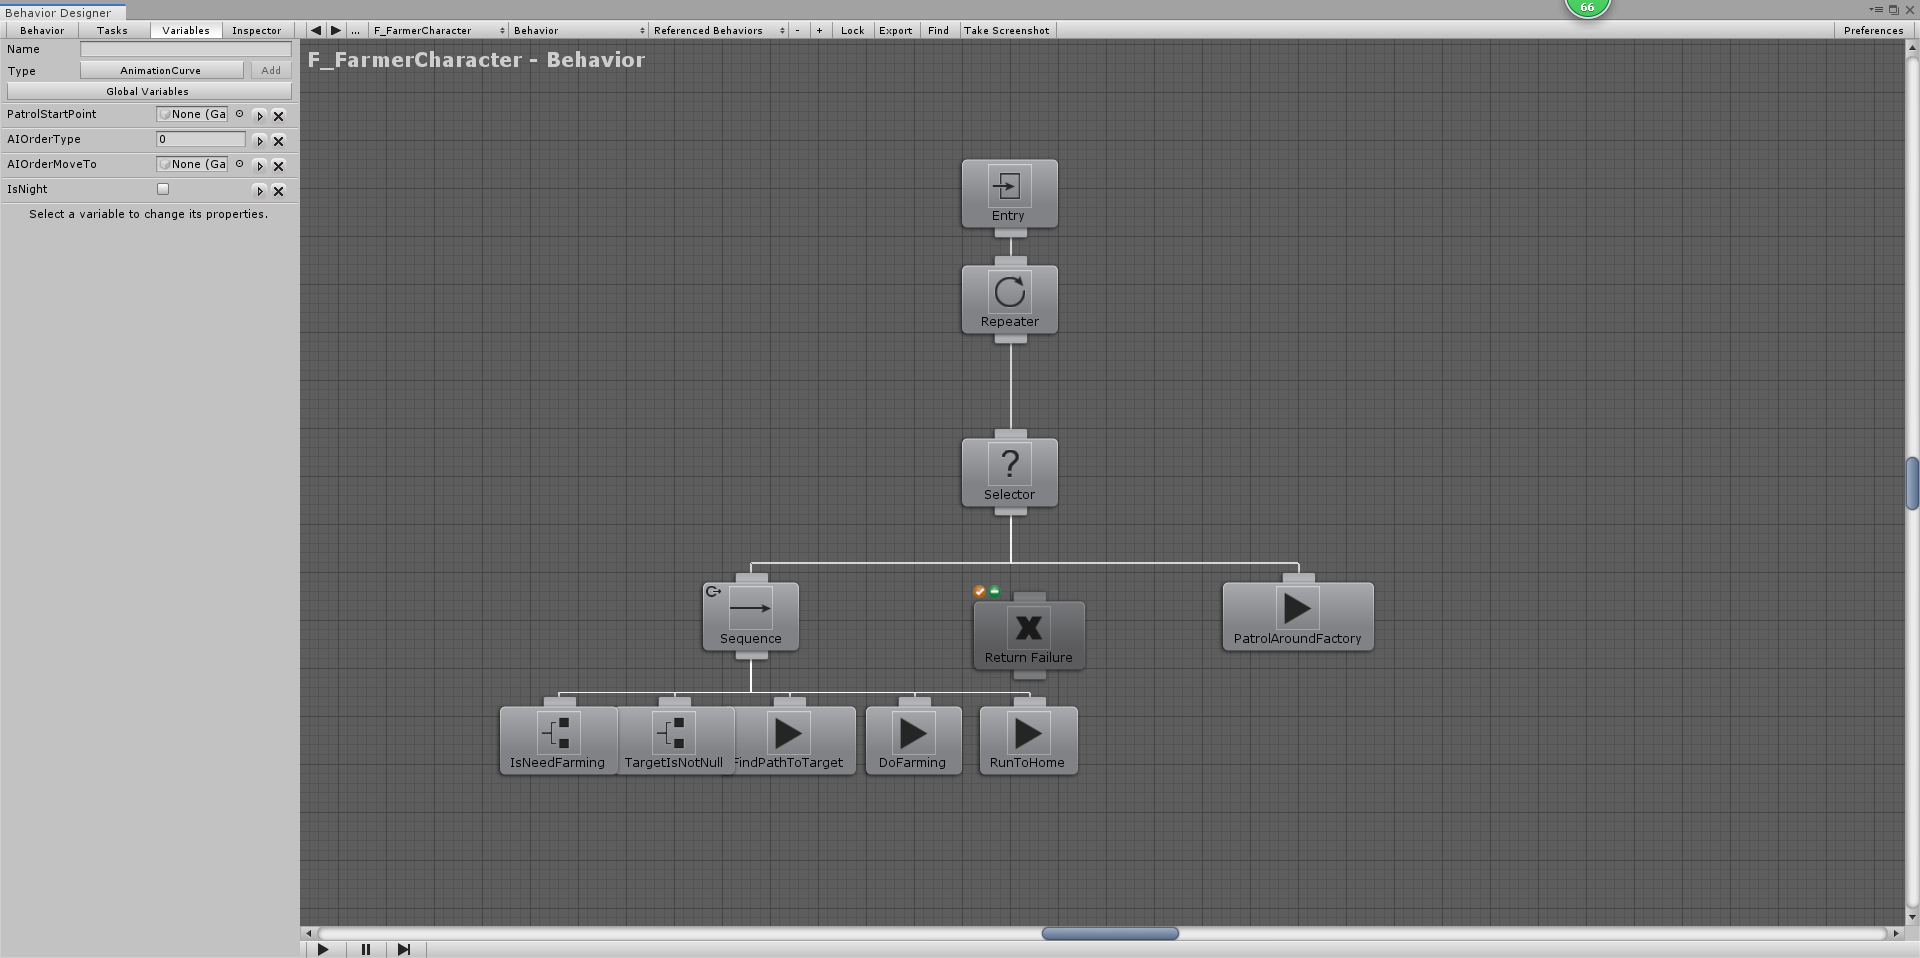 Behavior Designer
66
Behavior Tasks Variables Inspector ... F_FarmerCharacter Behavior Referenced Behaviors - + Lock Export Find Take Screenshot Preferences
Name
Type AnimationCurve Add
Global Variables
PatrolStartPoint None (Ga
AIOrderType 0
AIOrderMoveTo None (Ga
IsNight
Select a variable to change its properties.
F_FarmerCharacter - Behavior
Entry
Repeater
?
Selector
Sequence
Return Failure
PatrolAroundFactory
IsNeedFarming
TargetIsNotNull
FindPathToTarget
DoFarming
RunToHome